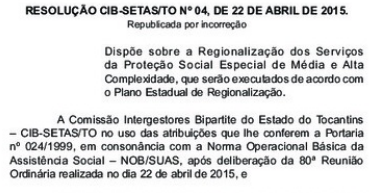 RESOLUÇÃO CIB-SETAS/TO Nº 04, DE 22 DE ABRIL DE 2015.
Republicada por incorreção
Dispõe sobre a Regionalização dos Serviços
da Proteção Social Especial de Média e Alta
Complexidade, que serão executados de acordo com
o Plano Estadual de Regionalização.
A Comissão Intergestores Bipartite do Estado do Tocantins
– CIB-SETAS/TO no uso das atribuições que lhe conferem a Portaria
nº 024/1999, em consonância com a Norma Operacional Básica da
Assistência Social – NOB/SUAS, após deliberação da 80ª Reunião
Ordinária realizada no dia 22 de abril de 2015, e